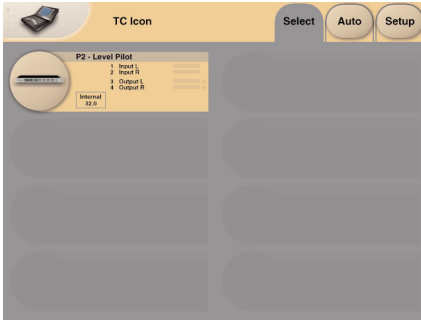 TC Icon
Select
Auto
Setup
P2 - Level Pilot
1 Input L
2 Input R
3 Output L
4 Output R
Internal
32.0